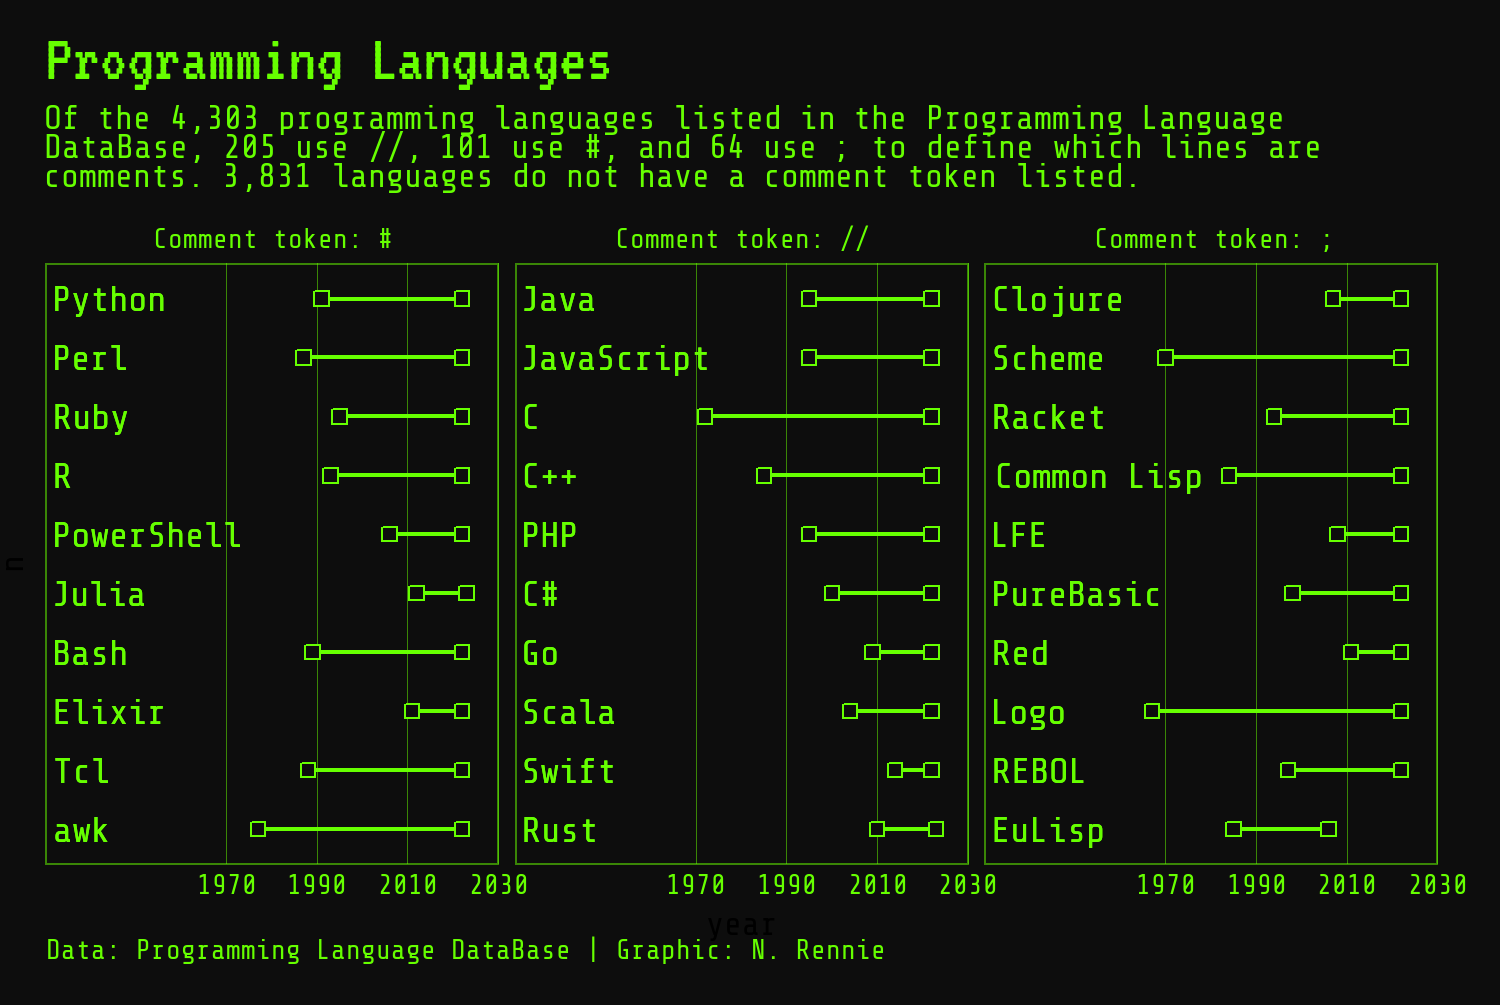 Programming Languages
Of the 4,303 programming languages listed in the Programming Language
DataBase, 205 use //, 101 use #, and 64 use ; to define which lines are
comments. 3,831 languages do not have a comment token listed.
Comment token: #
Python
Perl
Ruby
R
PowerShell
Julia
Bash
Elixir
Tcl
awk
1970 1990 2010 2030
Comment token: //
Java
JavaScript
C
C++
PHP
C#
Go
Scala
Swift
Rust
1970 1990 2010 2030
Comment token: ;
Clojure
Scheme
Racket
Common Lisp
LFE
PureBasic
Red
Logo
REBOL
EuLisp
1970 1990 2010 2030
n
year
Data: Programming Language DataBase | Graphic: N. Rennie